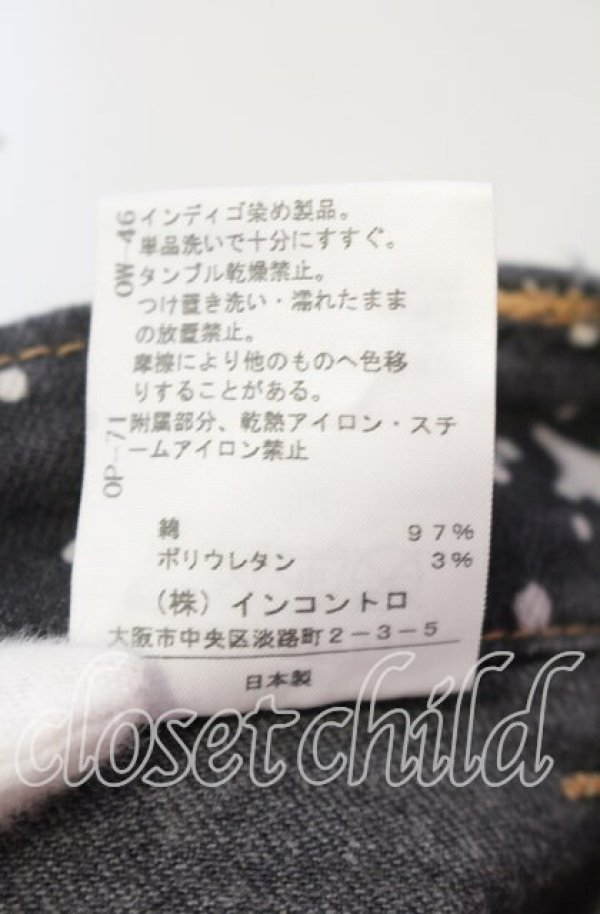 OW-46
インディゴ染め製品。
単品洗いで十分にすすぐ。
タンブル乾燥禁止。
つけ置き洗い・濡れたまま
の放置禁止。
摩擦により他のものへ色移
りすることがある。
OP-71
附属部分、乾熱アイロン・スチ
ームアイロン禁止
綿 97%
ポリウレタン 3%
(株)インコントロ
大阪市中央区淡路町2-3-5
日本製
closetchild